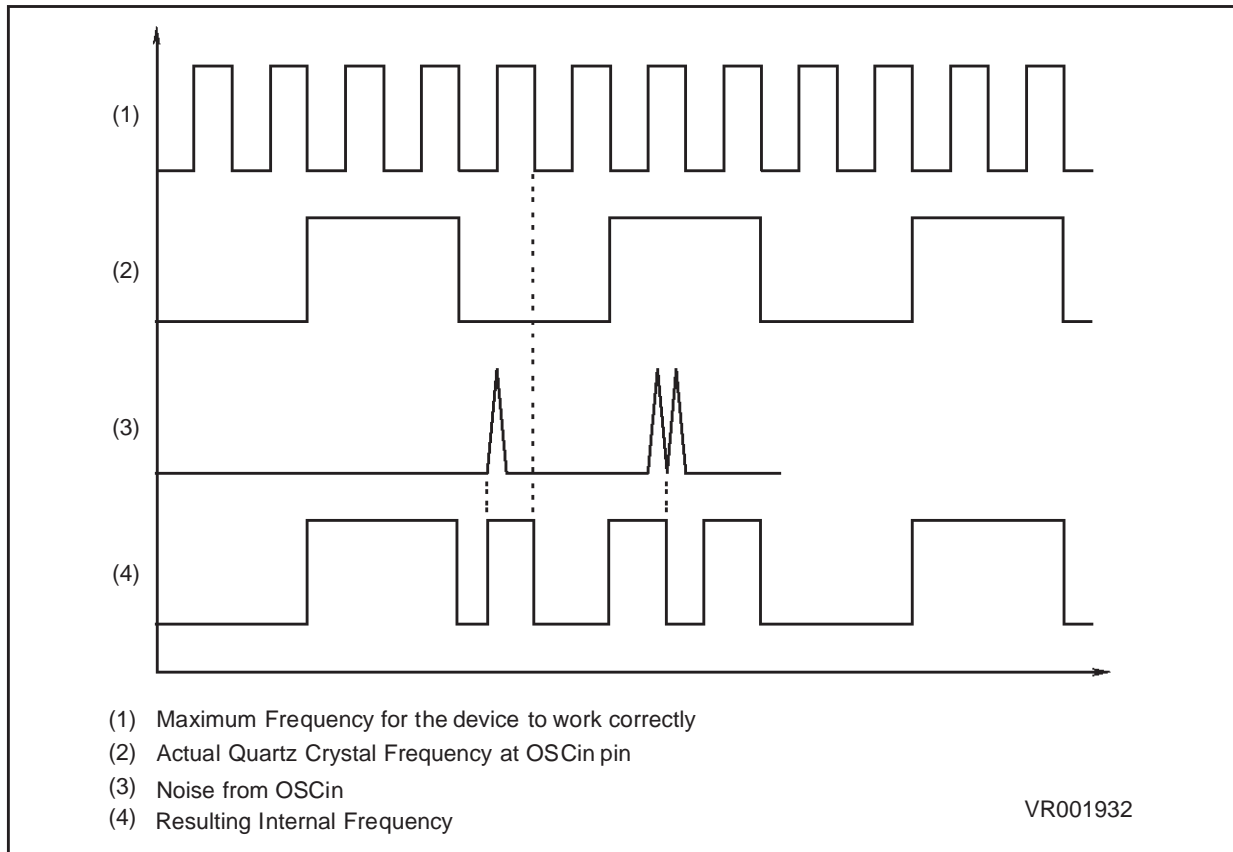 (1)
(2)
(3)
(4)
(1) Maximum Frequency for the device to work correctly
(2) Actual Quartz Crystal Frequency at OSCin pin
(3) Noise from OSCin
(4) Resulting Internal Frequency
VR001932